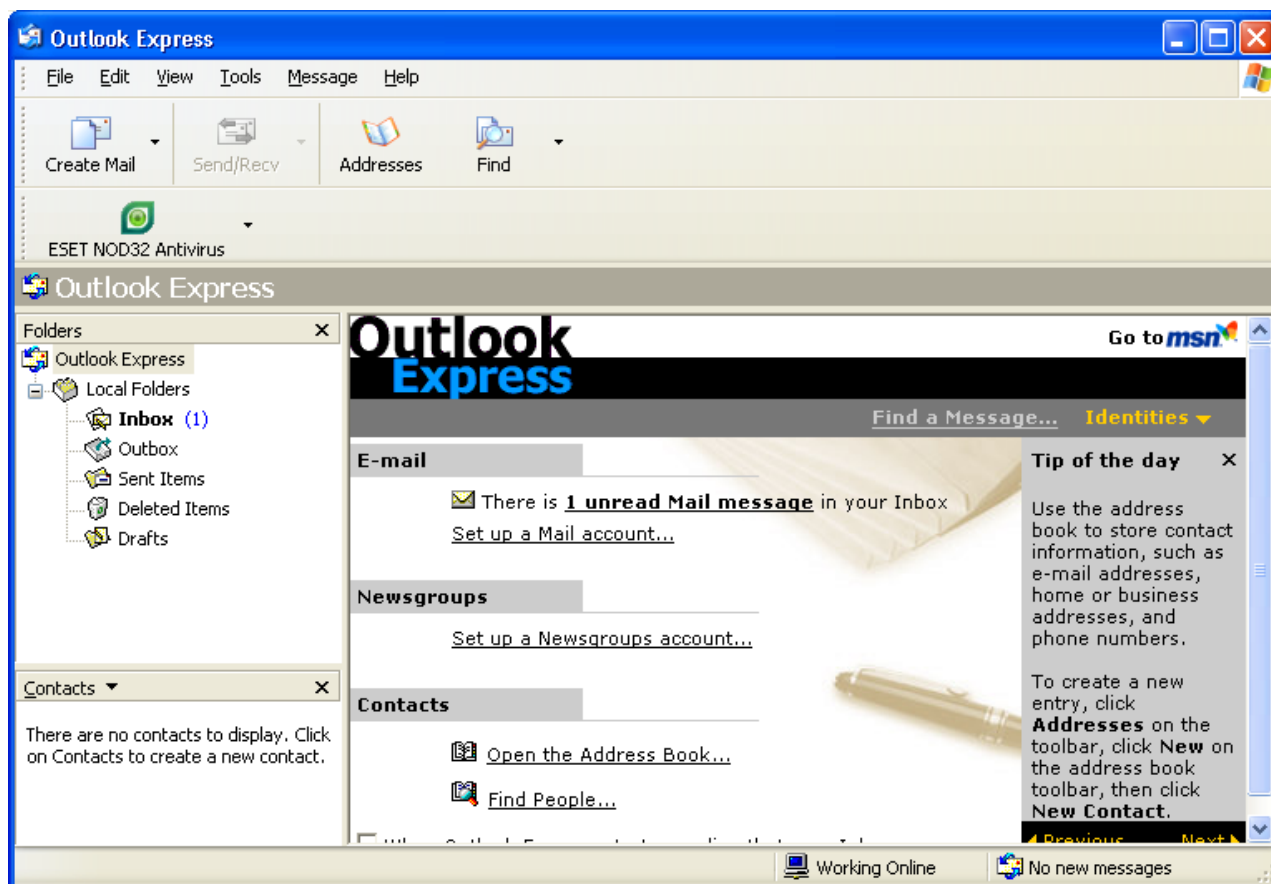 Outlook Express
File Edit View Tools Message Help
Create Mail Send/Recv Addresses Find
ESET NOD32 Antivirus
Outlook Express
Folders
Outlook Express
Local Folders
Inbox (1)
Outbox
Sent Items
Deleted Items
Drafts
Contacts
There are no contacts to display. Click
on Contacts to create a new contact.
Outlook
Express
Go to msn
Find a Message... Identities
E-mail
There is 1 unread Mail message in your Inbox
Set up a Mail account...
Newsgroups
Set up a Newsgroups account...
Contacts
Open the Address Book...
Find People...
Tip of the day
Use the address
book to store contact
information, such as
e-mail addresses,
home or business
addresses, and
phone numbers.
To create a new
entry, click
Addresses on the
toolbar, click New on
the address book
toolbar, then click
New Contact.
Previous Next
Working Online
No new messages